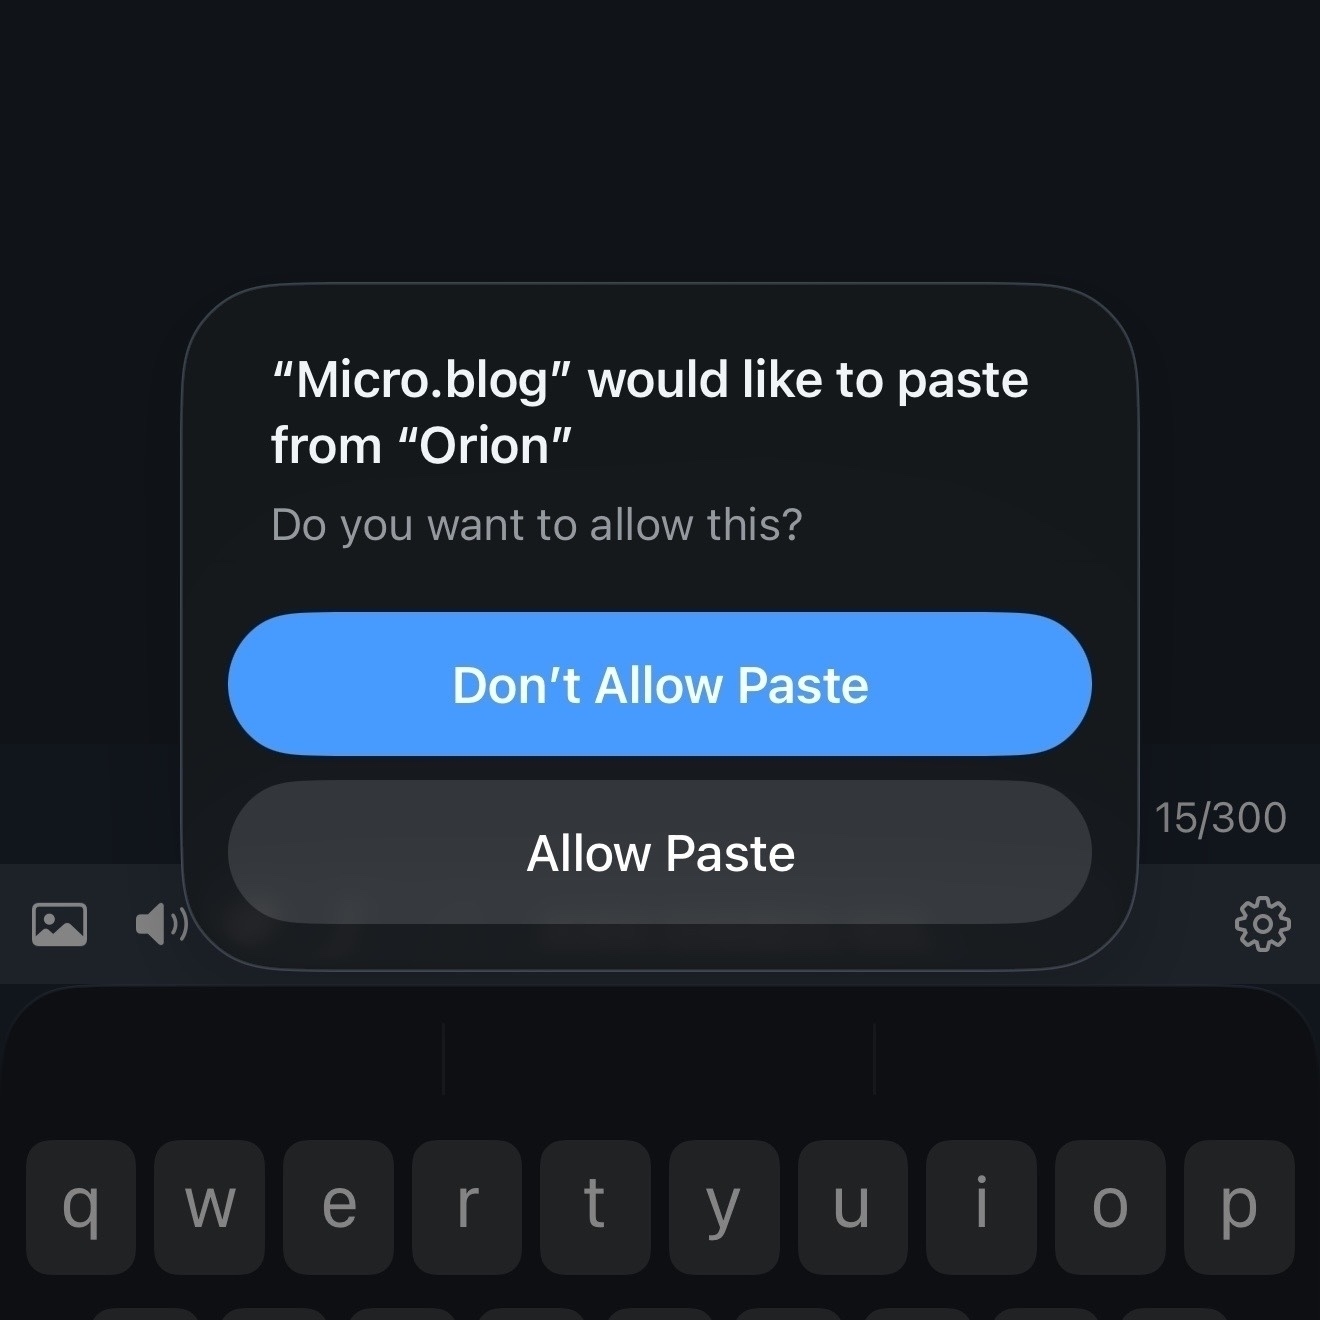 “Micro.blog” would like to paste
from “Orion”
Do you want to allow this?
Don’t Allow Paste
Allow Paste
15/300
q w e r t y u i o p